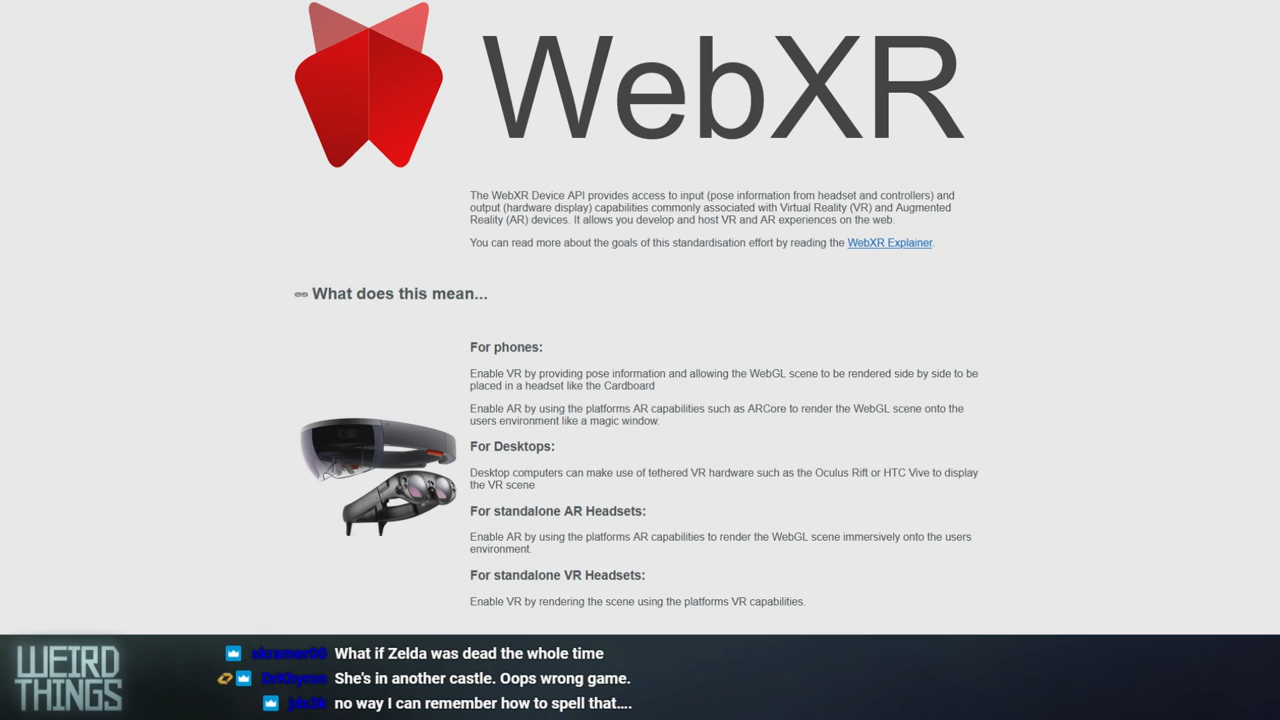 WebXR
The WebXR Device API provides access to input (pose information from headset and controllers) and
output (hardware display) capabilities commonly associated with Virtual Reality (VR) and Augmented
Reality (AR) devices. It allows you develop and host VR and AR experiences on the web.
You can read more about the goals of this standardisation effort by reading the WebXR Explainer.
What does this mean...
For phones:
Enable VR by providing pose information and allowing the WebGL scene to be rendered side by side to be
placed in a headset like the Cardboard
Enable AR by using the platforms AR capabilities such as ARCore to render the WebGL scene onto the
users environment like a magic window.
For Desktops:
Desktop computers can make use of tethered VR hardware such as the Oculus Rift or HTC Vive to display
the VR scene
For standalone AR Headsets:
Enable AR by using the platforms AR capabilities to render the WebGL scene immersively onto the users
environment.
For standalone VR Headsets:
Enable VR by rendering the scene using the platforms VR capabilities.
WEIRD
THINGS
What if Zelda was dead the whole time
DrKhyron She's in another castle. Oops wrong game.
no way I can remember how to spell that....